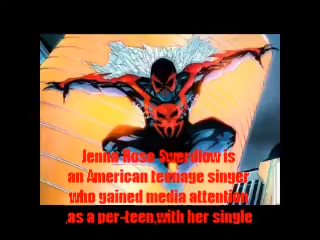 Jenna Rose Swerdlow is
an American teenage singer
who gained media attention
as a per-teen,with her single